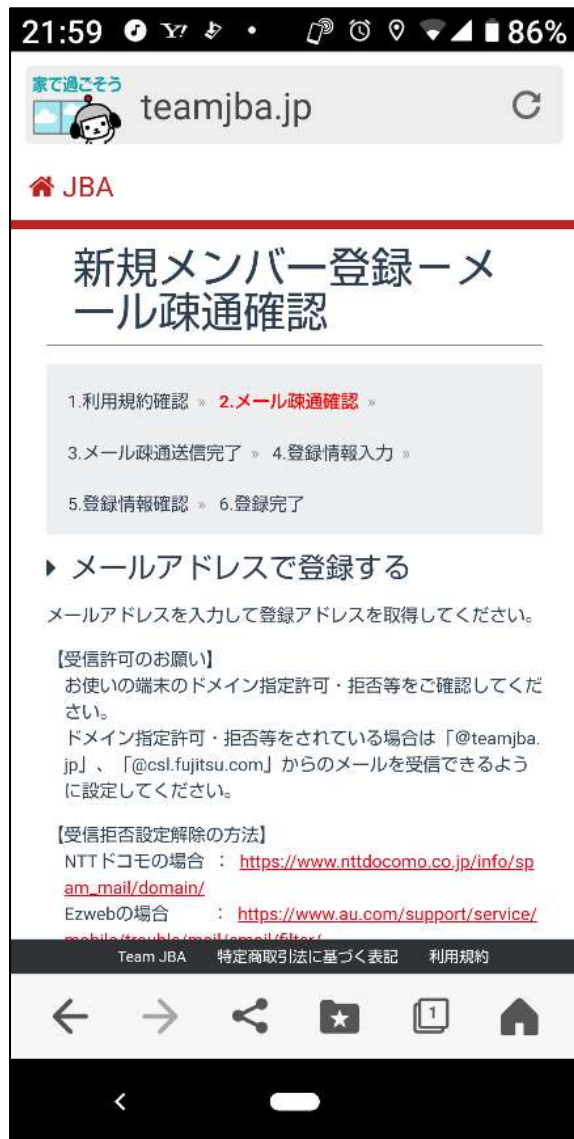 21:59 86%
家で過ごそう
teamjba.jp
JBA
新規メンバー登録－メ
ール疎通確認
1.利用規約確認 » 2.メール疎通確認 »
3.メール疎通送信完了 » 4.登録情報入力 »
5.登録情報確認 » 6.登録完了
メールアドレスで登録する
メールアドレスを入力して登録アドレスを取得してください。
【受信許可のお願い】
お使いの端末のドメイン指定許可・拒否等をご確認してくだ
さい。
ドメイン指定許可・拒否等をされている場合は「@teamjba.
jp」、「@csl.fujitsu.com」からのメールを受信できるよう
に設定してください。
【受信拒否設定解除の方法】
NTTドコモの場合 ： https://www.nttdocomo.co.jp/info/sp
am_mail/domain/
Ezwebの場合 ： https://www.au.com/support/service/
mobile/trouble/mail/email/filter/
Team JBA 特定商取引法に基づく表記 利用規約
1